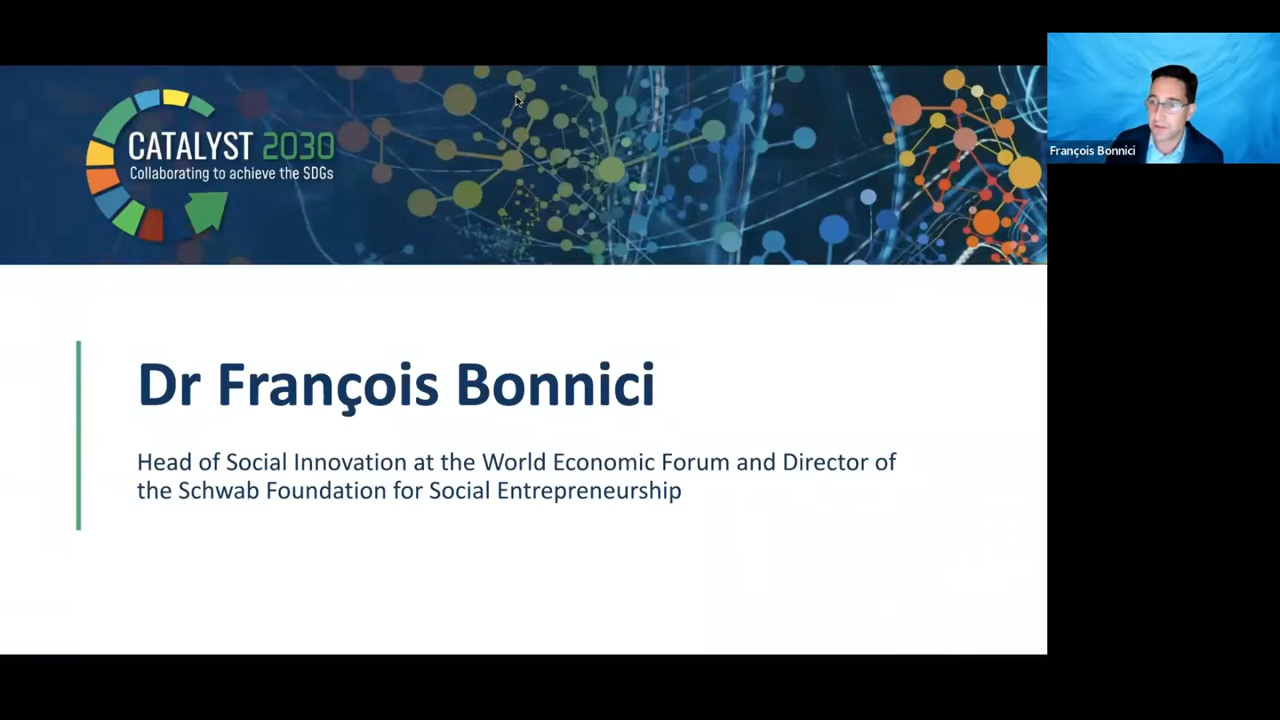 CATALYST 2030
Collaborating to achieve the SDGs
François Bonnici
Dr François Bonnici
Head of Social Innovation at the World Economic Forum and Director of
the Schwab Foundation for Social Entrepreneurship